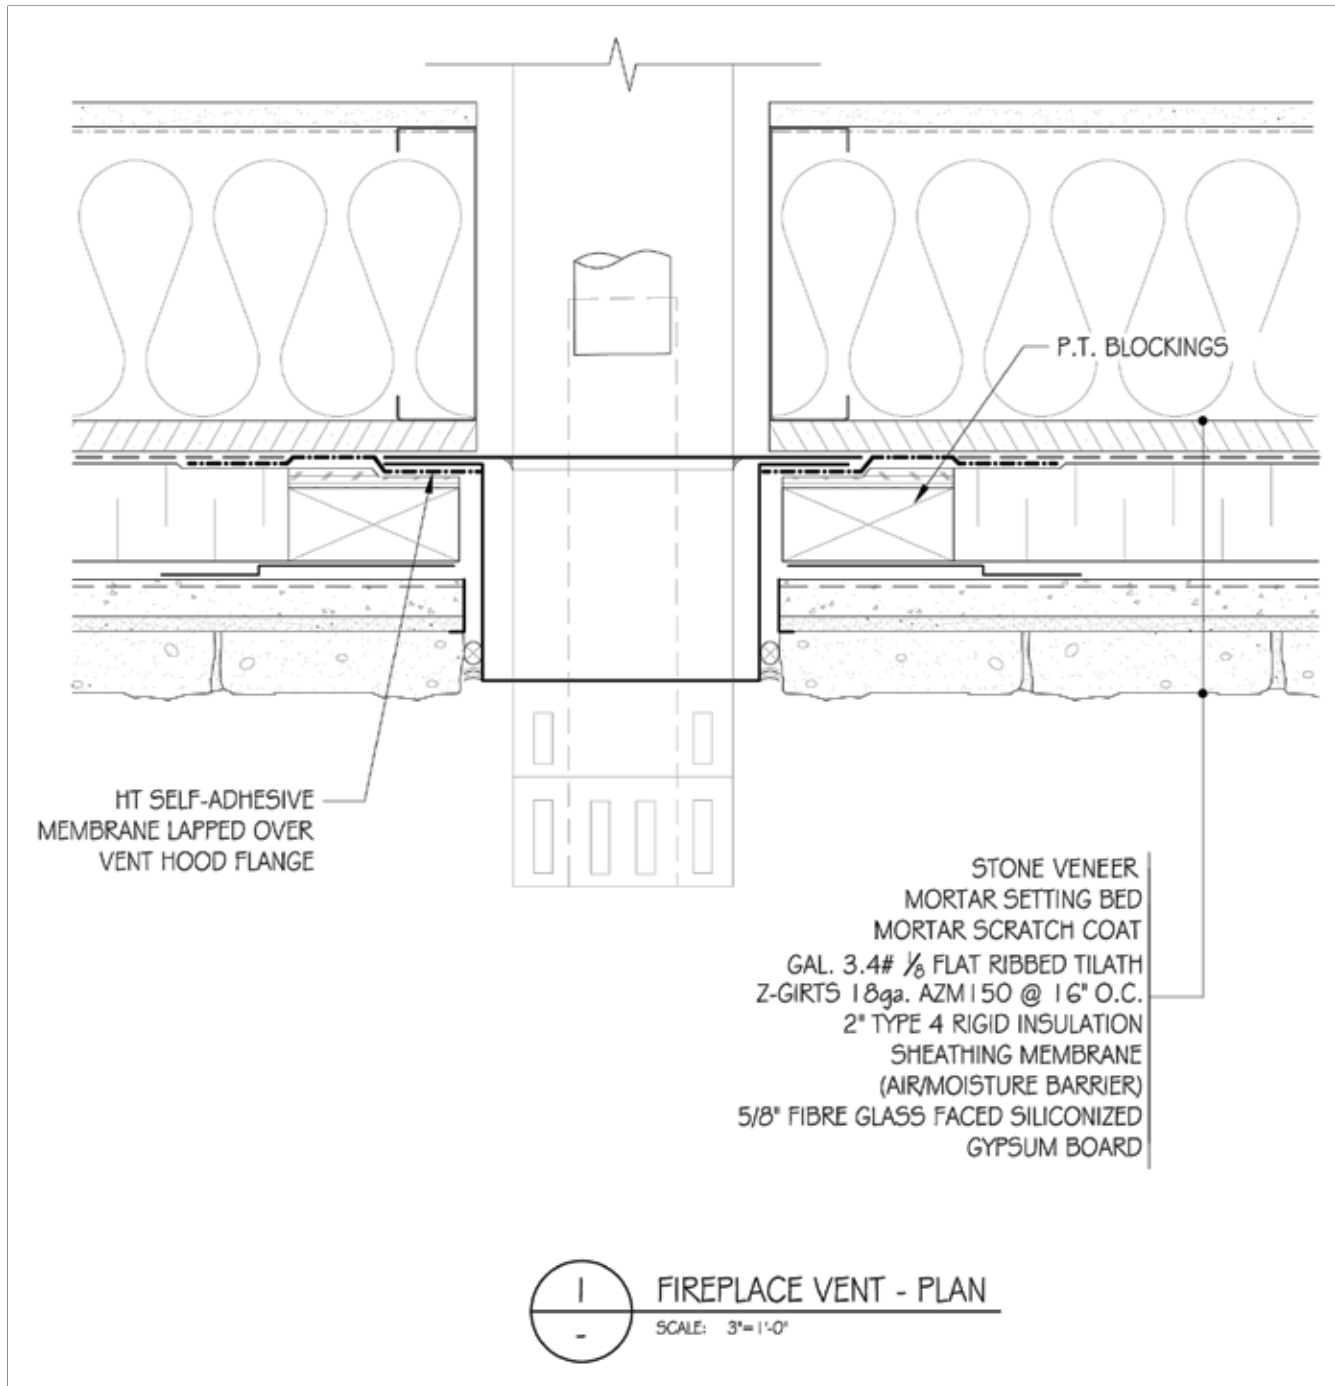 P.T. BLOCKINGS
HT SELF-ADHESIVE
MEMBRANE LAPPED OVER
VENT HOOD FLANGE
STONE VENEER
MORTAR SETTING BED
MORTAR SCRATCH COAT
GAL. 3.4# ⅛ FLAT RIBBED TILATH
Z-GIRTS 18ga. AZM150 @ 16" O.C.
2" TYPE 4 RIGID INSULATION
SHEATHING MEMBRANE
(AIR/MOISTURE BARRIER)
5/8" FIBRE GLASS FACED SILICONIZED
GYPSUM BOARD
1
-
FIREPLACE VENT - PLAN
SCALE: 3"=1'-0"